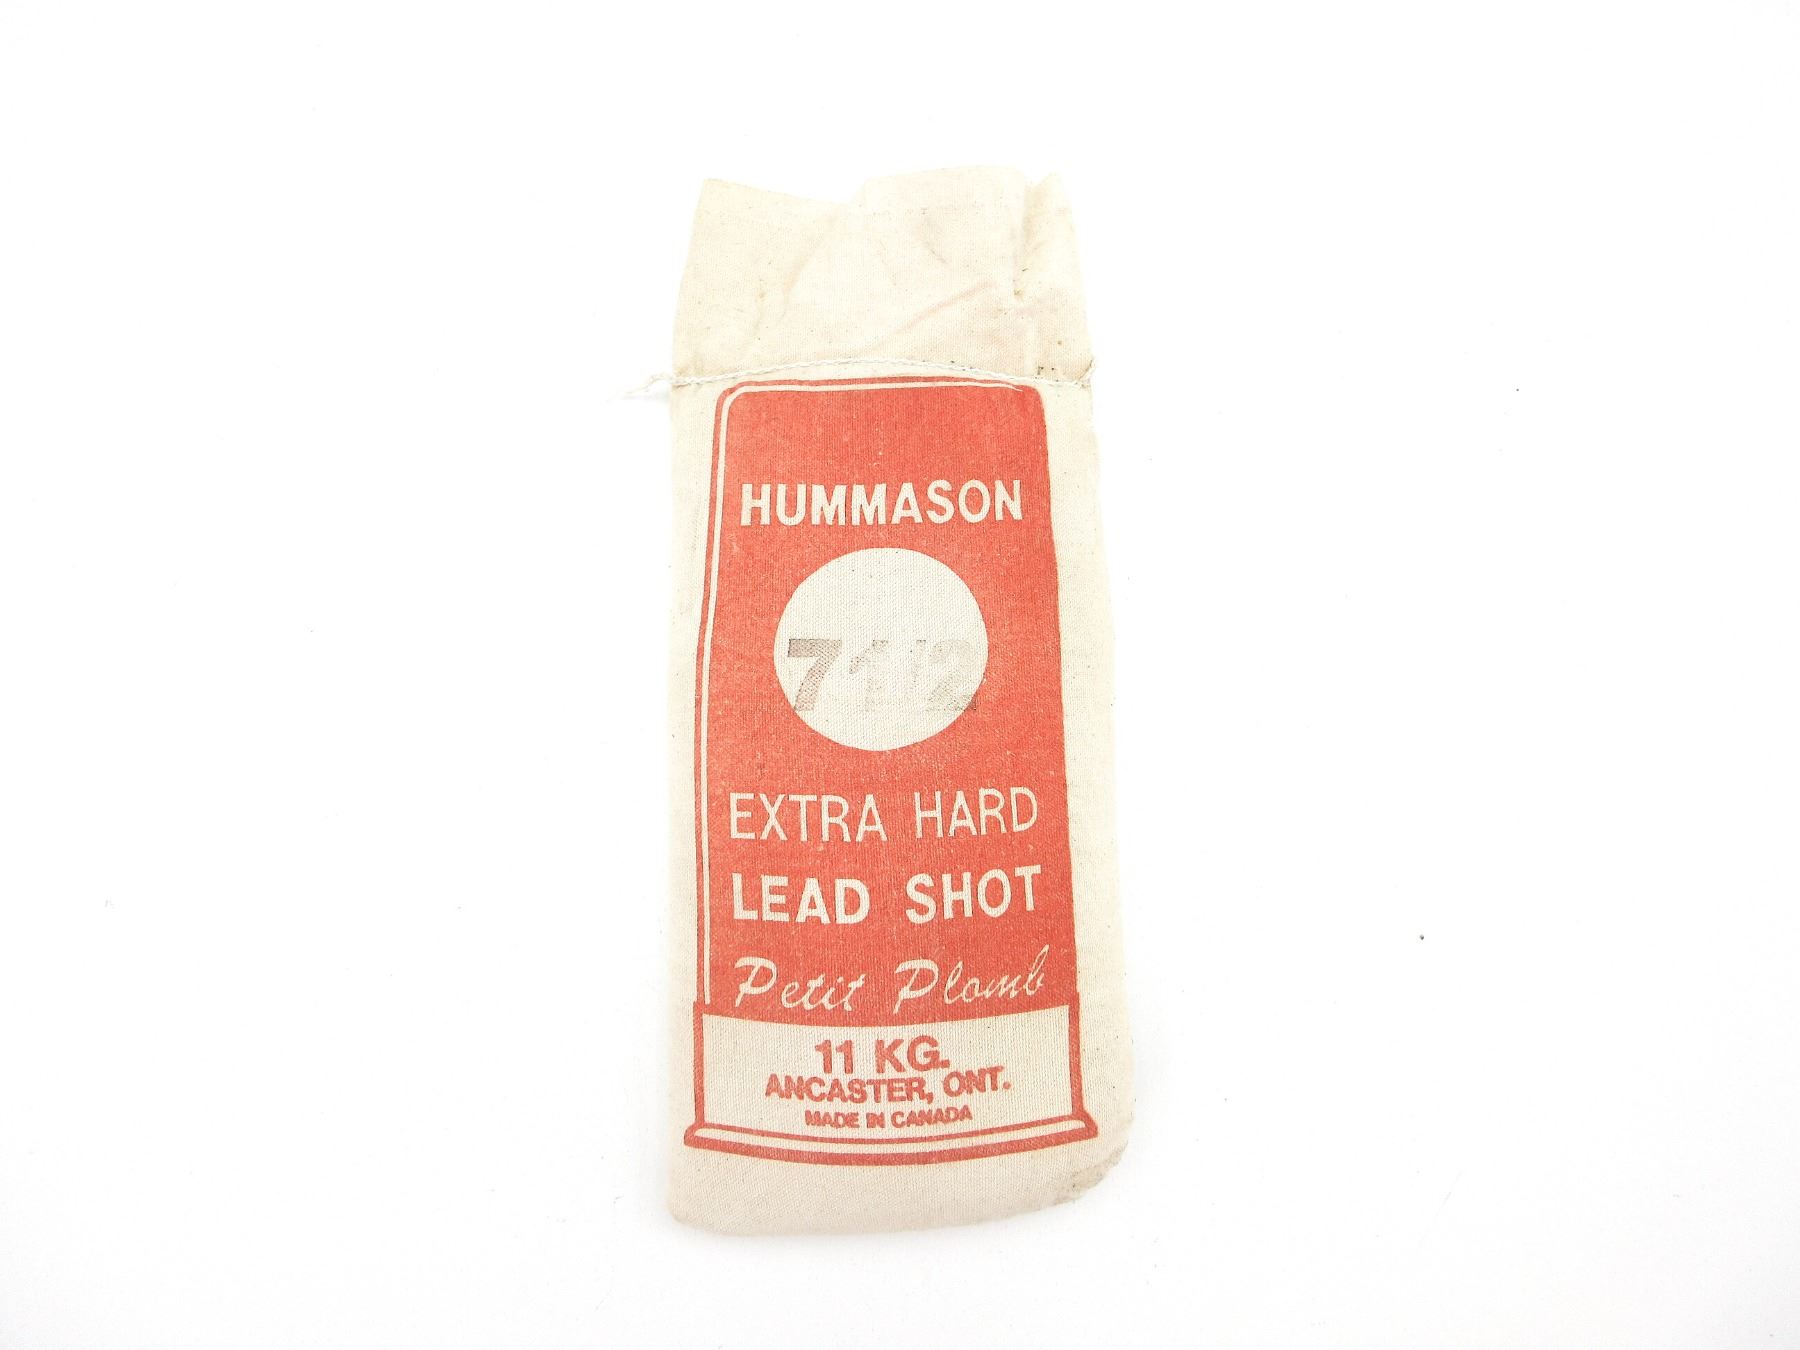 HUMMASON
7 1/2
EXTRA HARD
LEAD SHOT
Petit Plomb
11 KG.
ANCASTER, ONT.
MADE IN CANADA